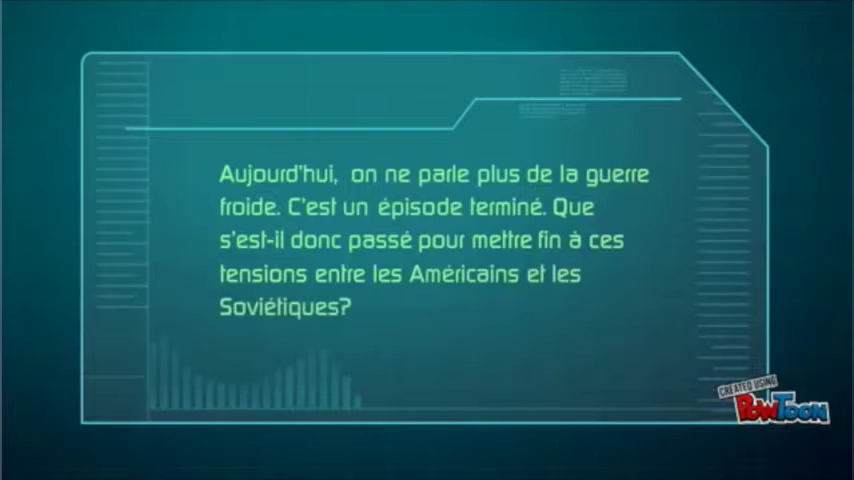 Aujourd'hui, on ne parle plus de la guerre
froide. C'est un épisode terminé. Que
s'est-il donc passé pour mettre fin à ces
tensions entre les Américains et les
Soviétiques?
CREATED USING
POWTOON